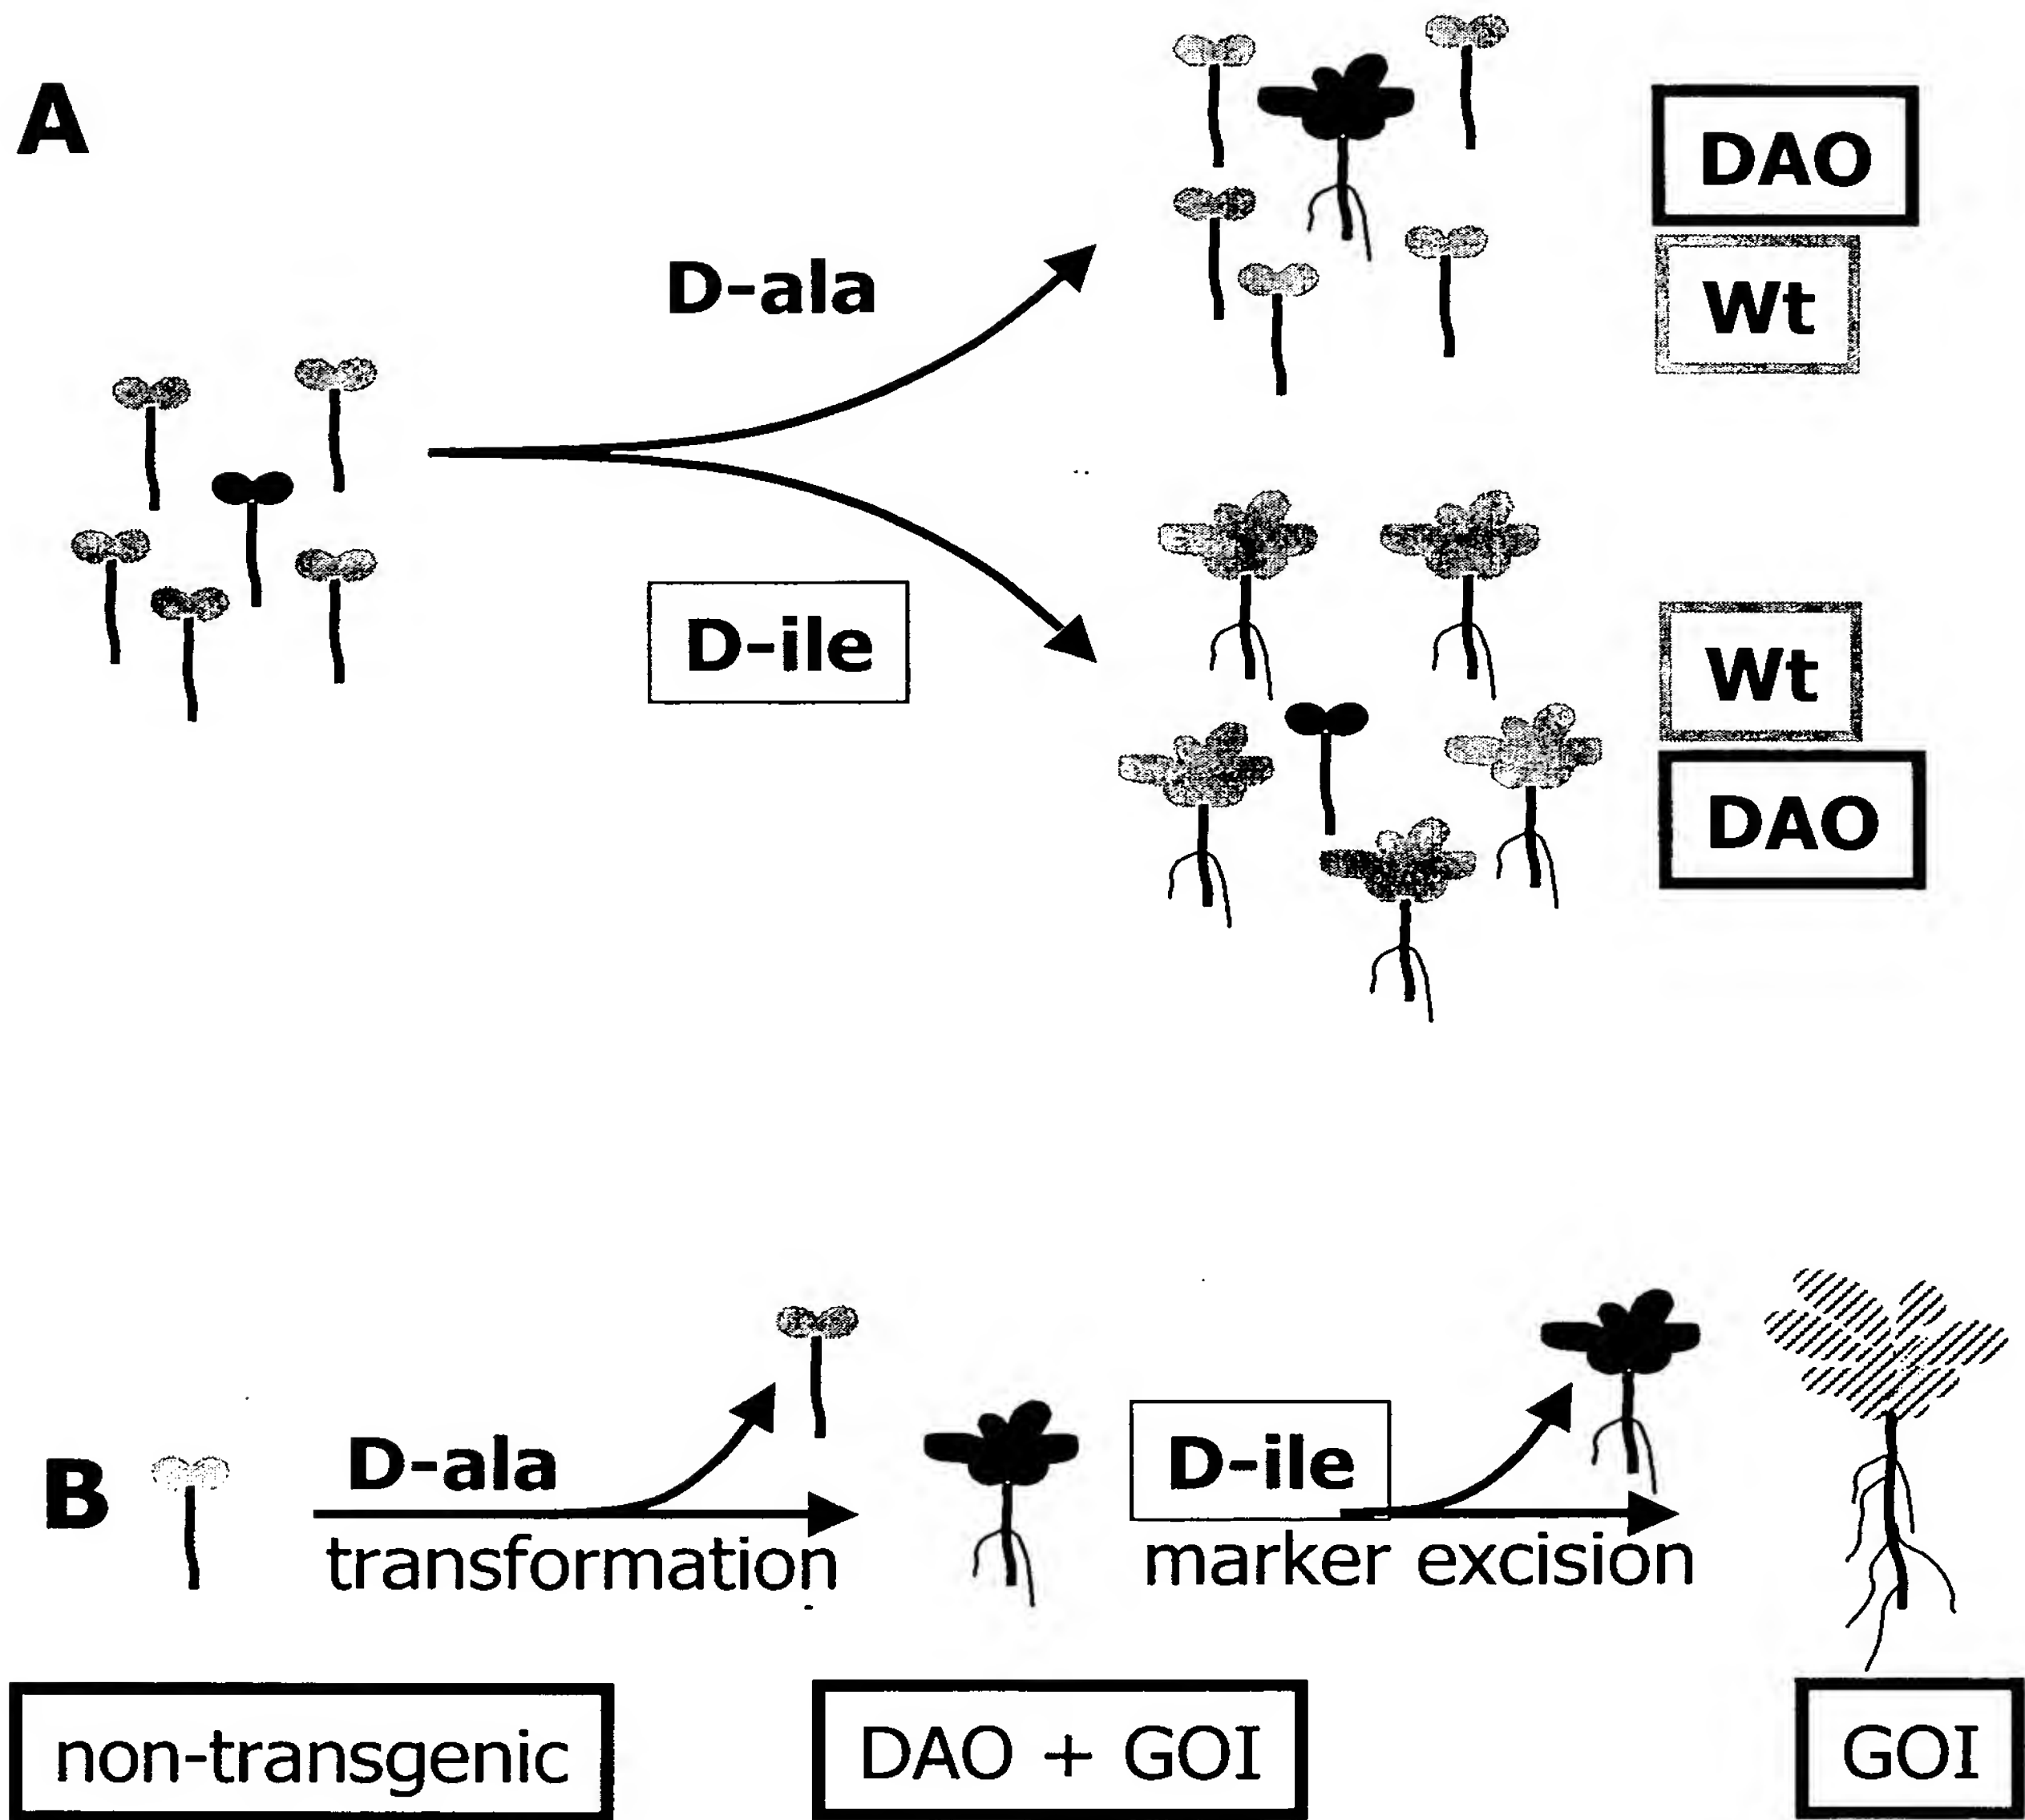 A
D-ala
DAO
Wt
D-ile
Wt
DAO
B
D-ala
transformation
D-ile
marker excision
non-transgenic
DAO + GOI
GOI